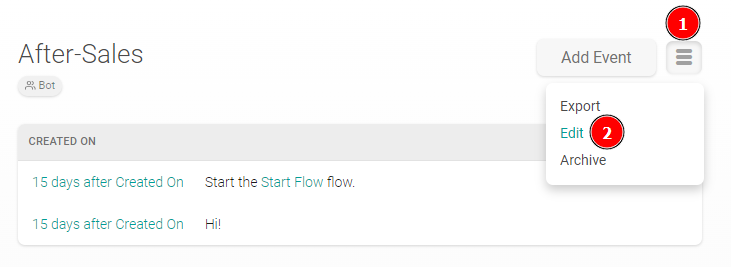 1
After-Sales
Add Event
Bot
Export
Edit 2
Archive
CREATED ON
15 days after Created On Start the Start Flow flow.
15 days after Created On Hi!